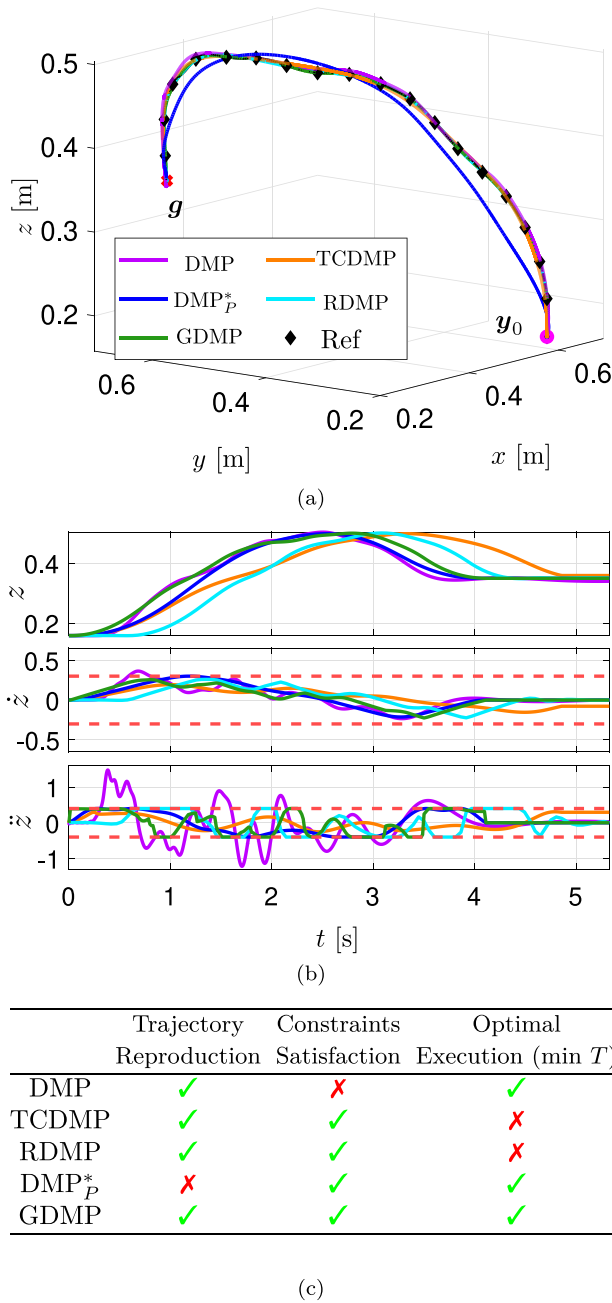 0.5
0.4
z [m]
0.3
0.2
g
DMP
TCDMP
DMP*P
RDMP
GDMP
Ref
y0
0.6
0.4
0.2
0.2
0.4
0.6
y [m]
x [m]
(a)
0.4
z
0.2
0.5
ż
0
-0.5
1
z̈
0
-1
0
1
2
3
4
5
t [s]
(b)
Trajectory Constraints Optimal
Reproduction Satisfaction Execution (min T)
DMP ✓ ✗ ✓
TCDMP ✓ ✓ ✗
RDMP ✓ ✓ ✗
DMP*P ✗ ✓ ✓
GDMP ✓ ✓ ✓
(c)